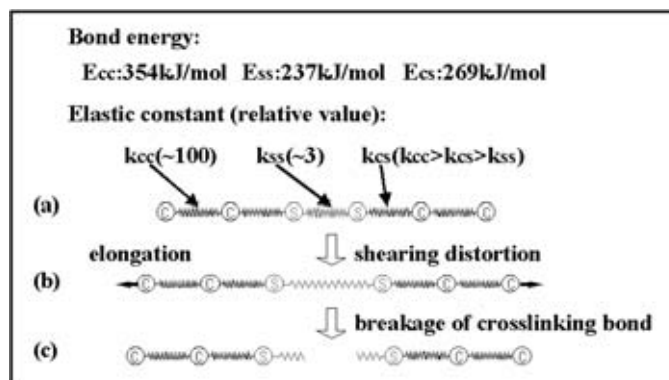 Bond energy:
Ecc:354kJ/mol Ess:237kJ/mol Ecs:269kJ/mol
Elastic constant (relative value):
kcc(~100) kss(~3) kcs(kcc>kcs>kss)
(a) C C S S C C
elongation shearing distortion
(b) C C S S C C
breakage of crosslinking bond
(c) C C S S C C